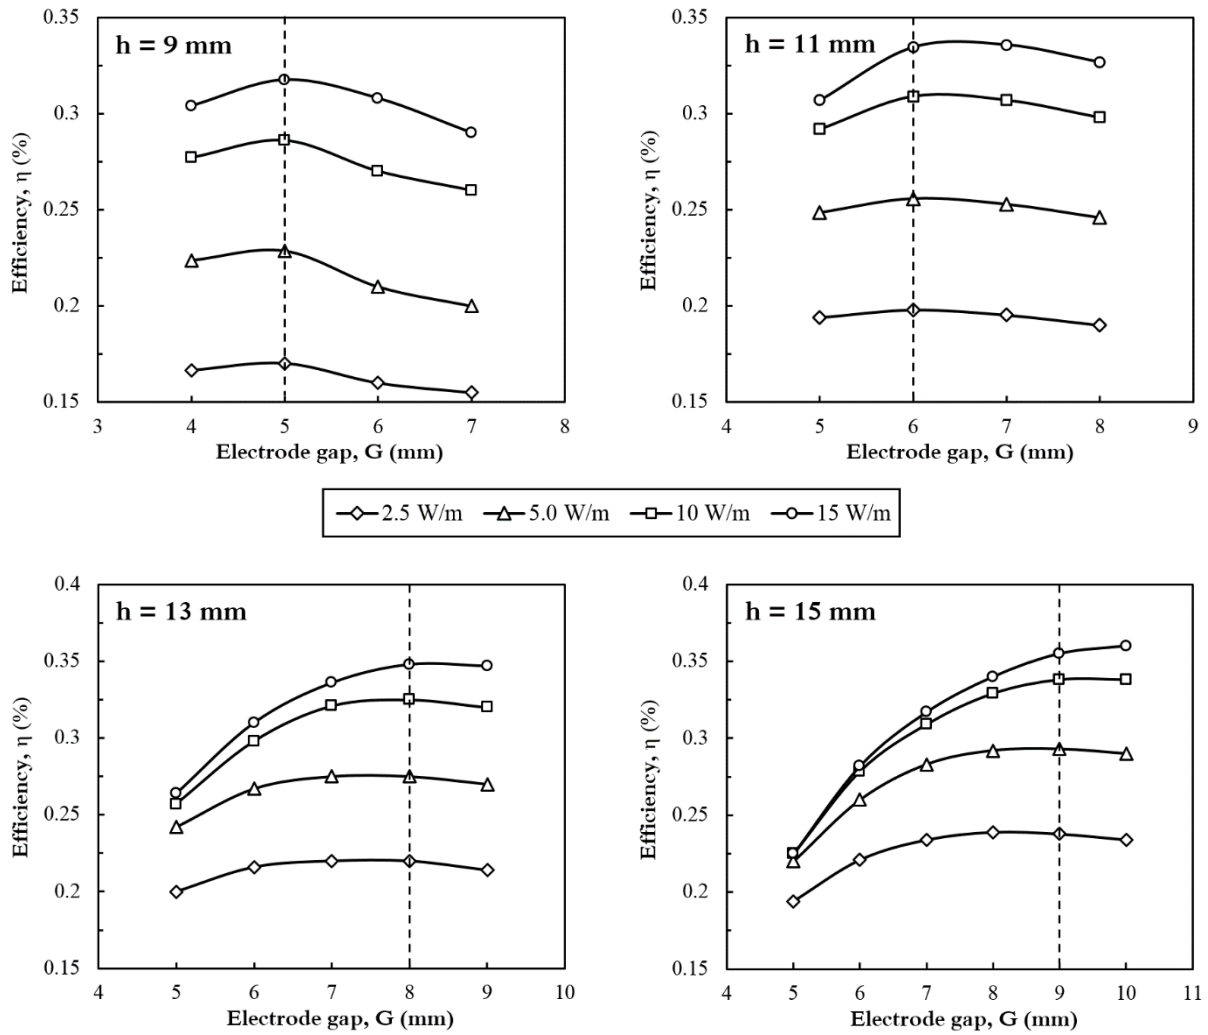 h = 9 mm
Efficiency, η (%)
0.35
0.3
0.25
0.2
0.15
3 4 5 6 7 8
Electrode gap, G (mm)
h = 11 mm
Efficiency, η (%)
0.35
0.3
0.25
0.2
0.15
4 5 6 7 8 9
Electrode gap, G (mm)
2.5 W/m 5.0 W/m 10 W/m 15 W/m
h = 13 mm
Efficiency, η (%)
0.4
0.35
0.3
0.25
0.2
0.15
4 5 6 7 8 9 10
Electrode gap, G (mm)
h = 15 mm
Efficiency, η (%)
0.4
0.35
0.3
0.25
0.2
0.15
4 5 6 7 8 9 10 11
Electrode gap, G (mm)